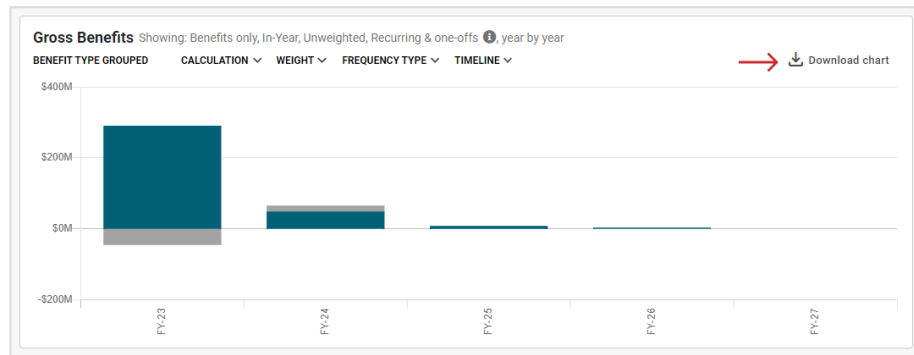 Gross Benefits Showing: Benefits only, In-Year, Unweighted, Recurring & one-offs i, year by year
BENEFIT TYPE GROUPED CALCULATION WEIGHT FREQUENCY TYPE TIMELINE Download chart
$400M
$200M
$0M
-$200M
FY-23 FY-24 FY-25 FY-26 FY-27